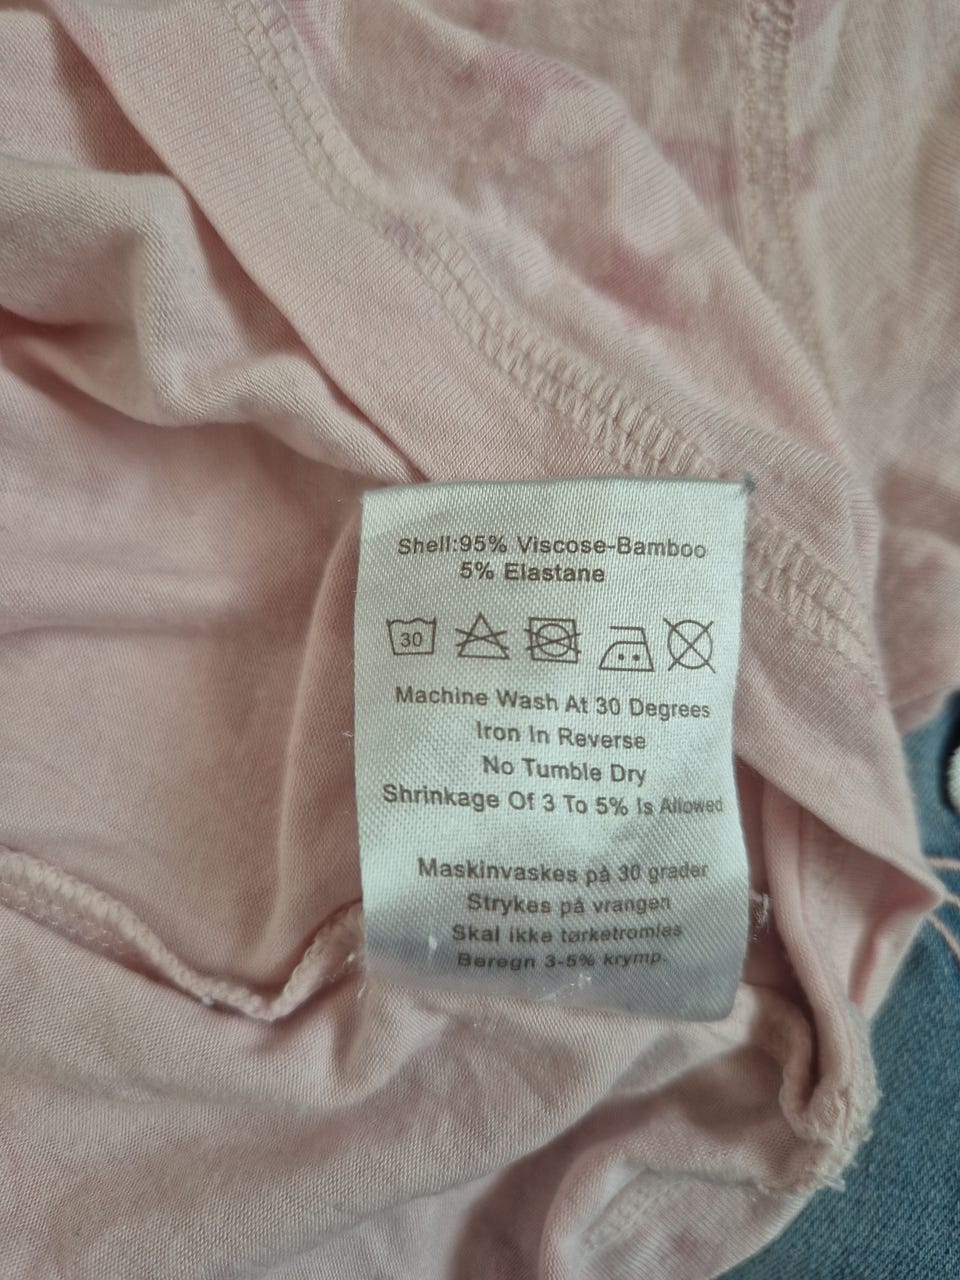 Shell:95% Viscose-Bamboo
5% Elastane
30
Machine Wash At 30 Degrees
Iron In Reverse
No Tumble Dry
Shrinkage Of 3 To 5% Is Allowed
Maskinvaskes på 30 grader
Strykes på vrangen
Skal ikke tørketromles
Beregn 3-5% krymp.